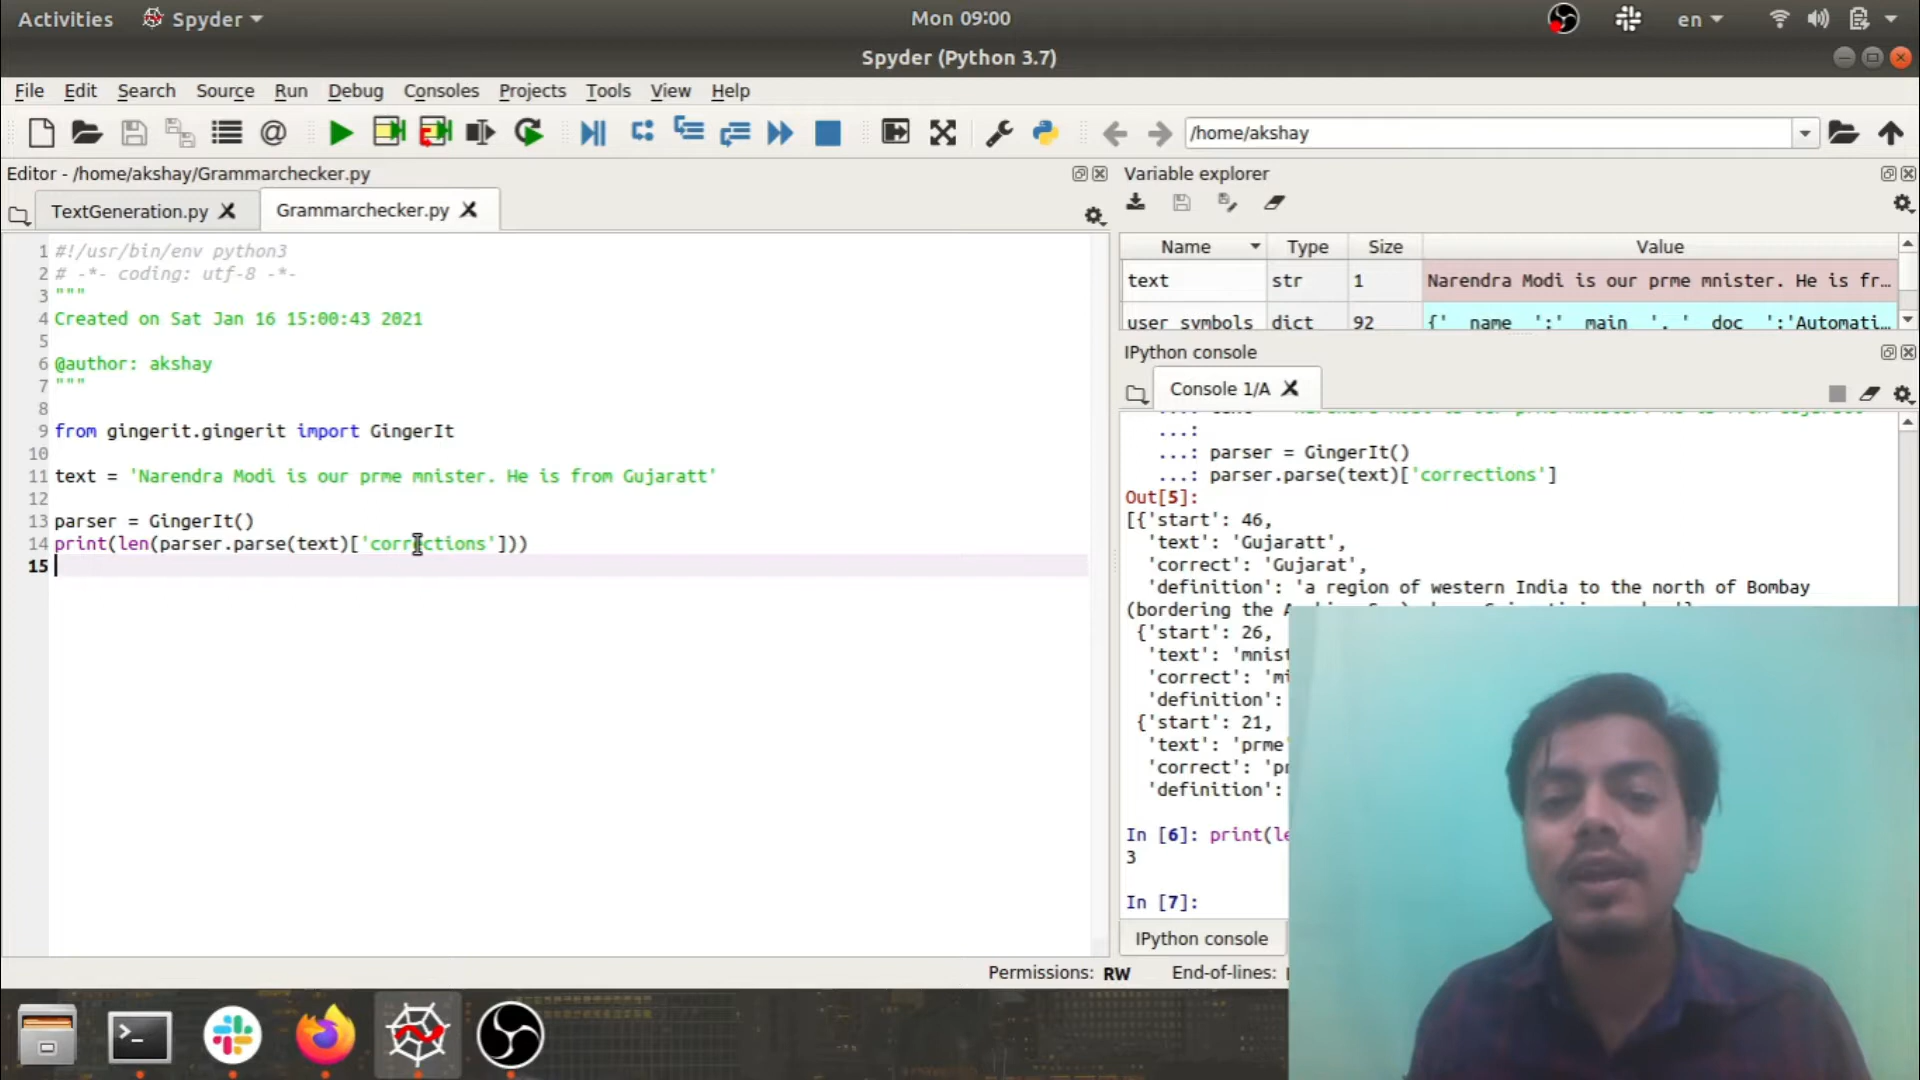 Activities Spyder Mon 09:00 en
Spyder (Python 3.7)
File Edit Search Source Run Debug Consoles Projects Tools View Help
/home/akshay
Editor - /home/akshay/Grammarchecker.py
TextGeneration.py Grammarchecker.py
1 #!/usr/bin/env python3
2 # -*- coding: utf-8 -*-
3 """
4 Created on Sat Jan 16 15:00:43 2021
5
6 @author: akshay
7 """
8
9 from gingerit.gingerit import GingerIt
10
11 text = 'Narendra Modi is our prme mnister. He is from Gujaratt'
12
13 parser = GingerIt()
14 print(len(parser.parse(text)['corrections']))
15
Variable explorer
Name Type Size Value
text str 1 Narendra Modi is our prme mnister. He is fr…
user_symbols dict 92 {'__name__':'__main__', '__doc__':'Automati…
IPython console
Console 1/A
...:
...: parser = GingerIt()
...: parser.parse(text)['corrections']
Out[5]:
[{'start': 46,
'text': 'Gujaratt',
'correct': 'Gujarat',
'definition': 'a region of western India to the north of Bombay
(bordering the
{'start': 26,
'text': 'mnist
'correct': 'mi
'definition':
{'start': 21,
'text': 'prme'
'correct': 'pr
'definition':
In [6]: print(le
3
In [7]:
IPython console
Permissions: RW End-of-lines: